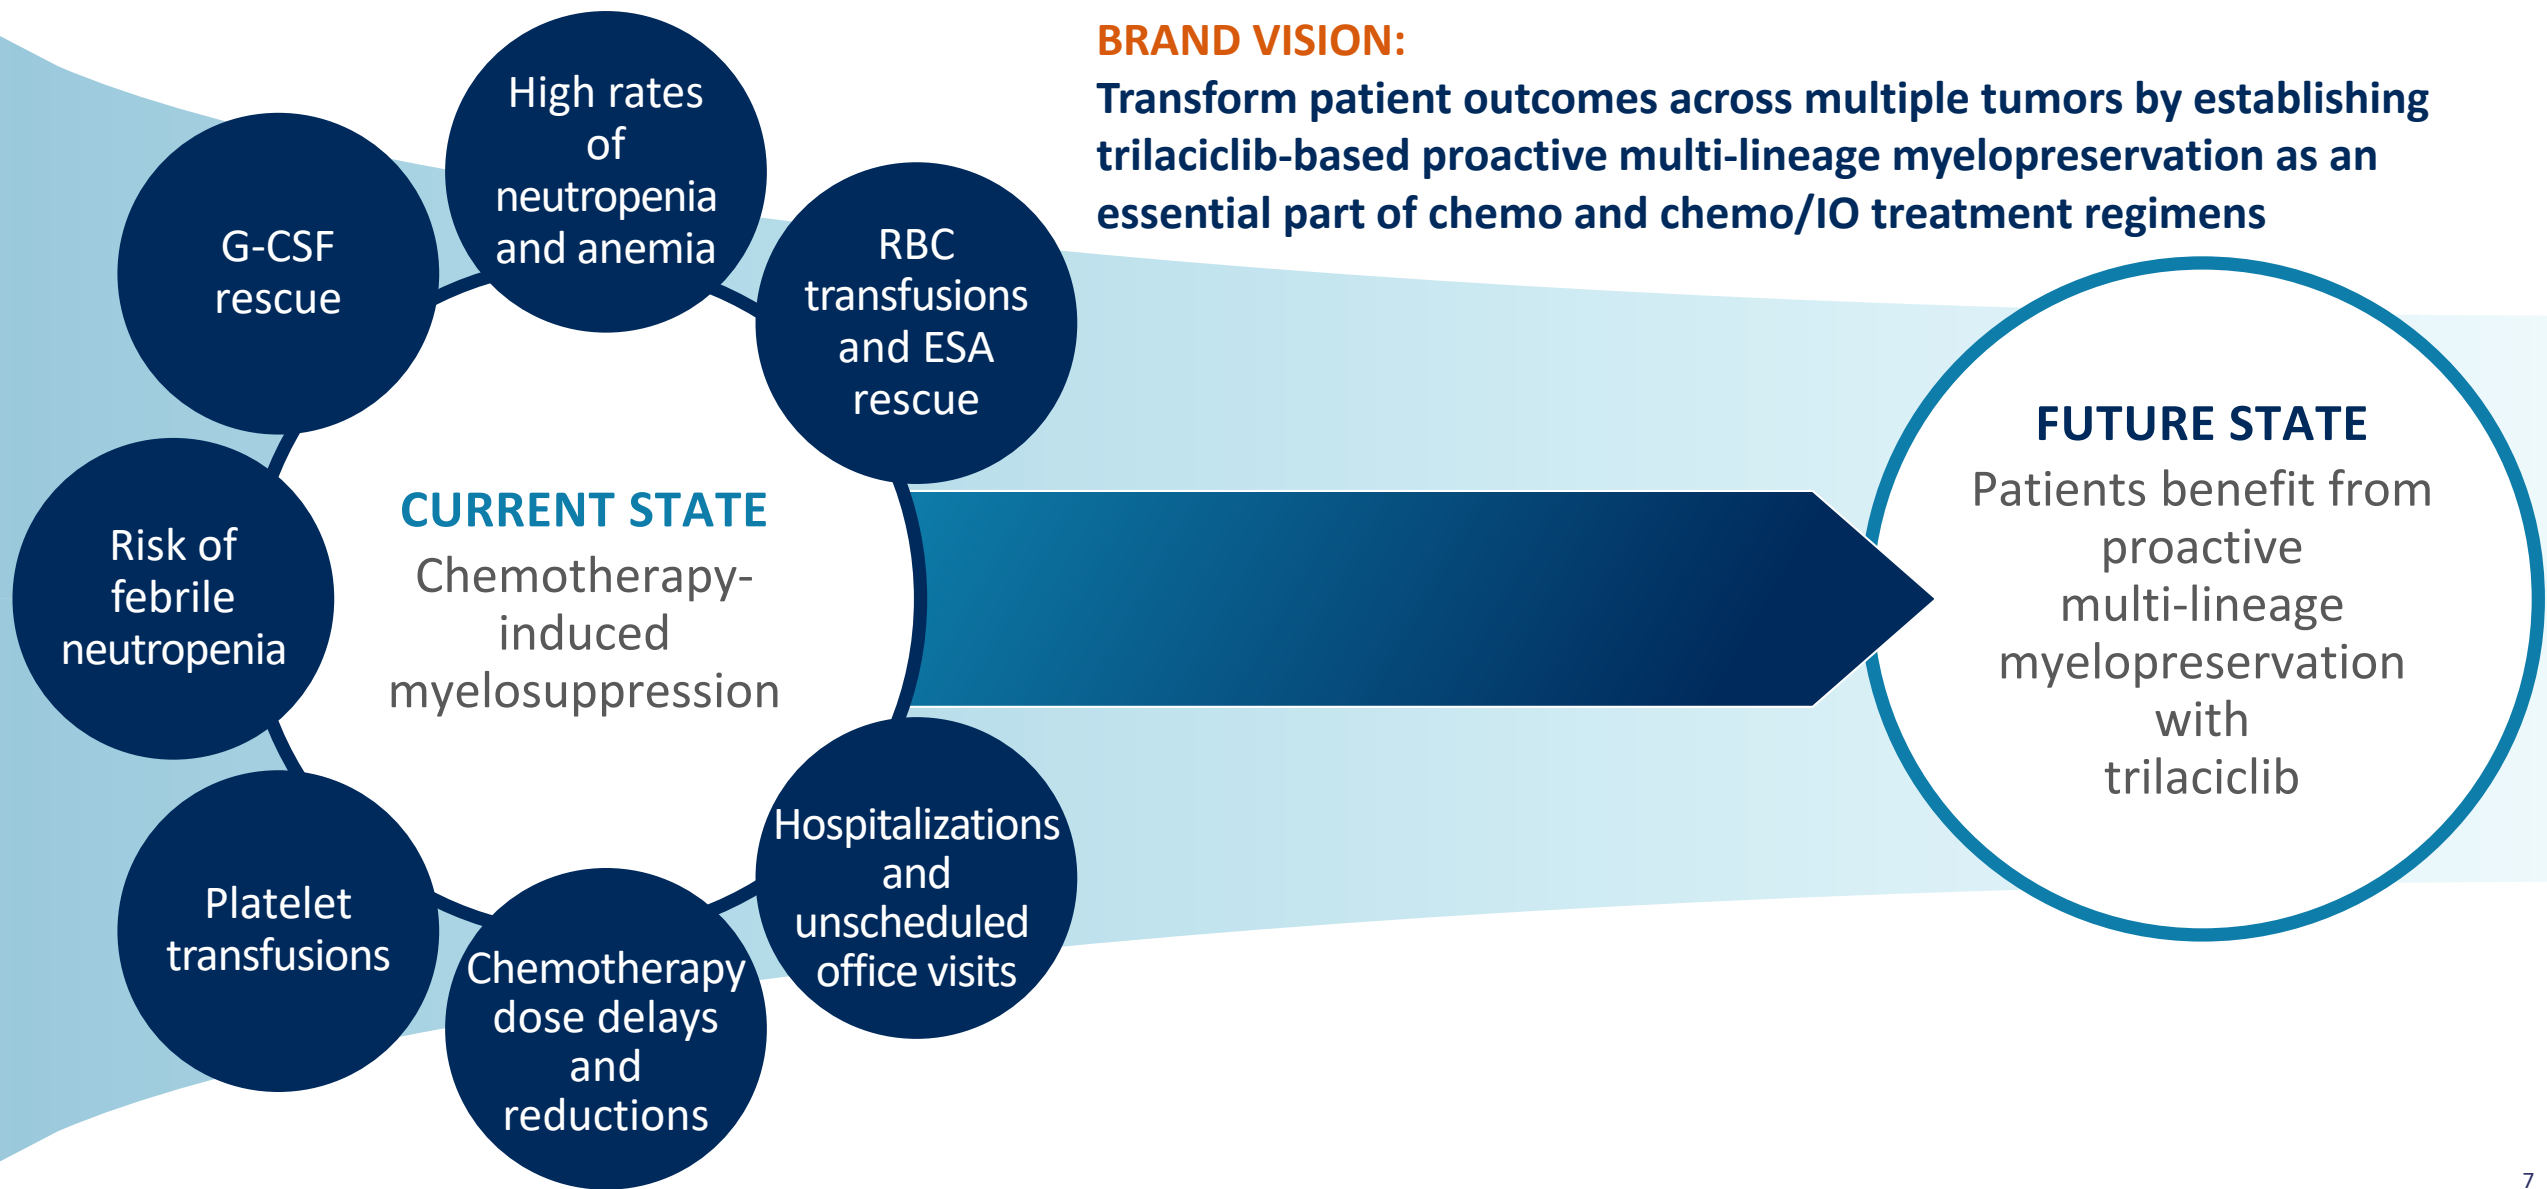 BRAND VISION:
Transform patient outcomes across multiple tumors by establishing
trilaciclib-based proactive multi-lineage myelopreservation as an
essential part of chemo and chemo/IO treatment regimens
High rates
of
neutropenia
and anemia
G-CSF
rescue
RBC
transfusions
and ESA
rescue
Risk of
febrile
neutropenia
CURRENT STATE
Chemotherapy-
induced
myelosuppression
Platelet
transfusions
Chemotherapy
dose delays
and
reductions
Hospitalizations
and
unscheduled
office visits
FUTURE STATE
Patients benefit from
proactive
multi-lineage
myelopreservation
with
trilaciclib
7